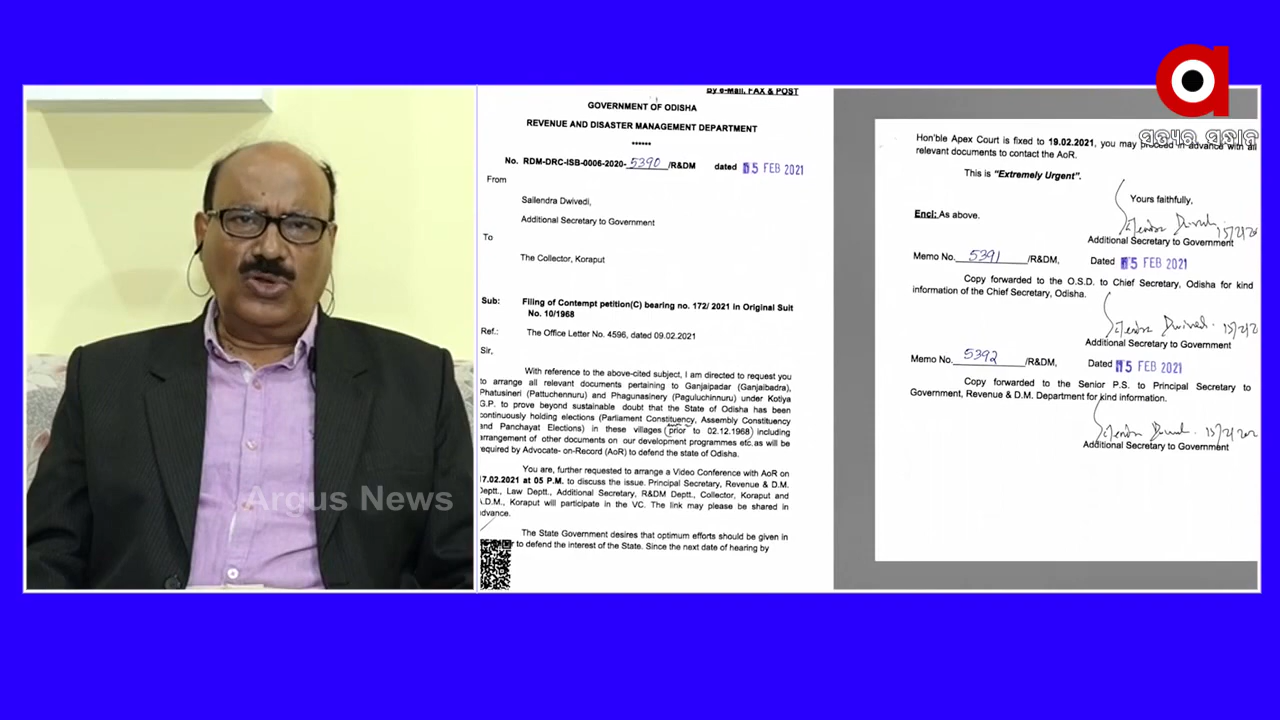 ସତ୍ୟର ସନ୍ଧାନ
Argus News
By e-Mail, FAX & POST
GOVERNMENT OF ODISHA
REVENUE AND DISASTER MANAGEMENT DEPARTMENT
******
No. RDM-DRC-ISB-0006-2020-5390/R&DM dated 15 FEB 2021
From
Sailendra Dwivedi,
Additional Secretary to Government
To
The Collector, Koraput
Sub: Filing of Contempt petition(C) bearing no. 172/ 2021 in Original Suit
No. 10/1968
Ref.: The Office Letter No. 4596, dated 09.02.2021
Sir,
With reference to the above-cited subject, I am directed to request you
to arrange all relevant documents pertaining to Ganjaipadar (Ganjaibadra),
Phatusineri (Pattuchennuru) and Phagunasinery (Paguluchinnuru) under Kotiya
G.P. to prove beyond sustainable doubt that the State of Odisha has been
continuously holding elections (Parliament Constituency, Assembly Constituency
and Panchayat Elections) in these villages (prior to 02.12.1968) including
arrangement of other documents on our development programmes etc. as will be
required by Advocate- on-Record (AoR) to defend the state of Odisha.
You are, further requested to arrange a Video Conference with AoR on
17.02.2021 at 05 P.M. to discuss the issue. Principal Secretary, Revenue & D.M.
Deptt., Law Deptt., Additional Secretary, R&DM Deptt., Collector, Koraput and
A.D.M., Koraput will participate in the VC. The link may please be shared in
advance.
The State Government desires that optimum efforts should be given in
to defend the interest of the State. Since the next date of hearing by
Hon'ble Apex Court is fixed to 19.02.2021, you may proceed in advance with all
relevant documents to contact the AoR.
This is "Extremely Urgent".
Yours faithfully,
Encl: As above.
Additional Secretary to Government
Memo No. 5391 /R&DM, Dated 15 FEB 2021
Copy forwarded to the O.S.D. to Chief Secretary, Odisha for kind
information of the Chief Secretary, Odisha.
Additional Secretary to Government
Memo No. 5392 /R&DM, Dated 15 FEB 2021
Copy forwarded to the Senior P.S. to Principal Secretary to
Government, Revenue & D.M. Department for kind information.
Additional Secretary to Government